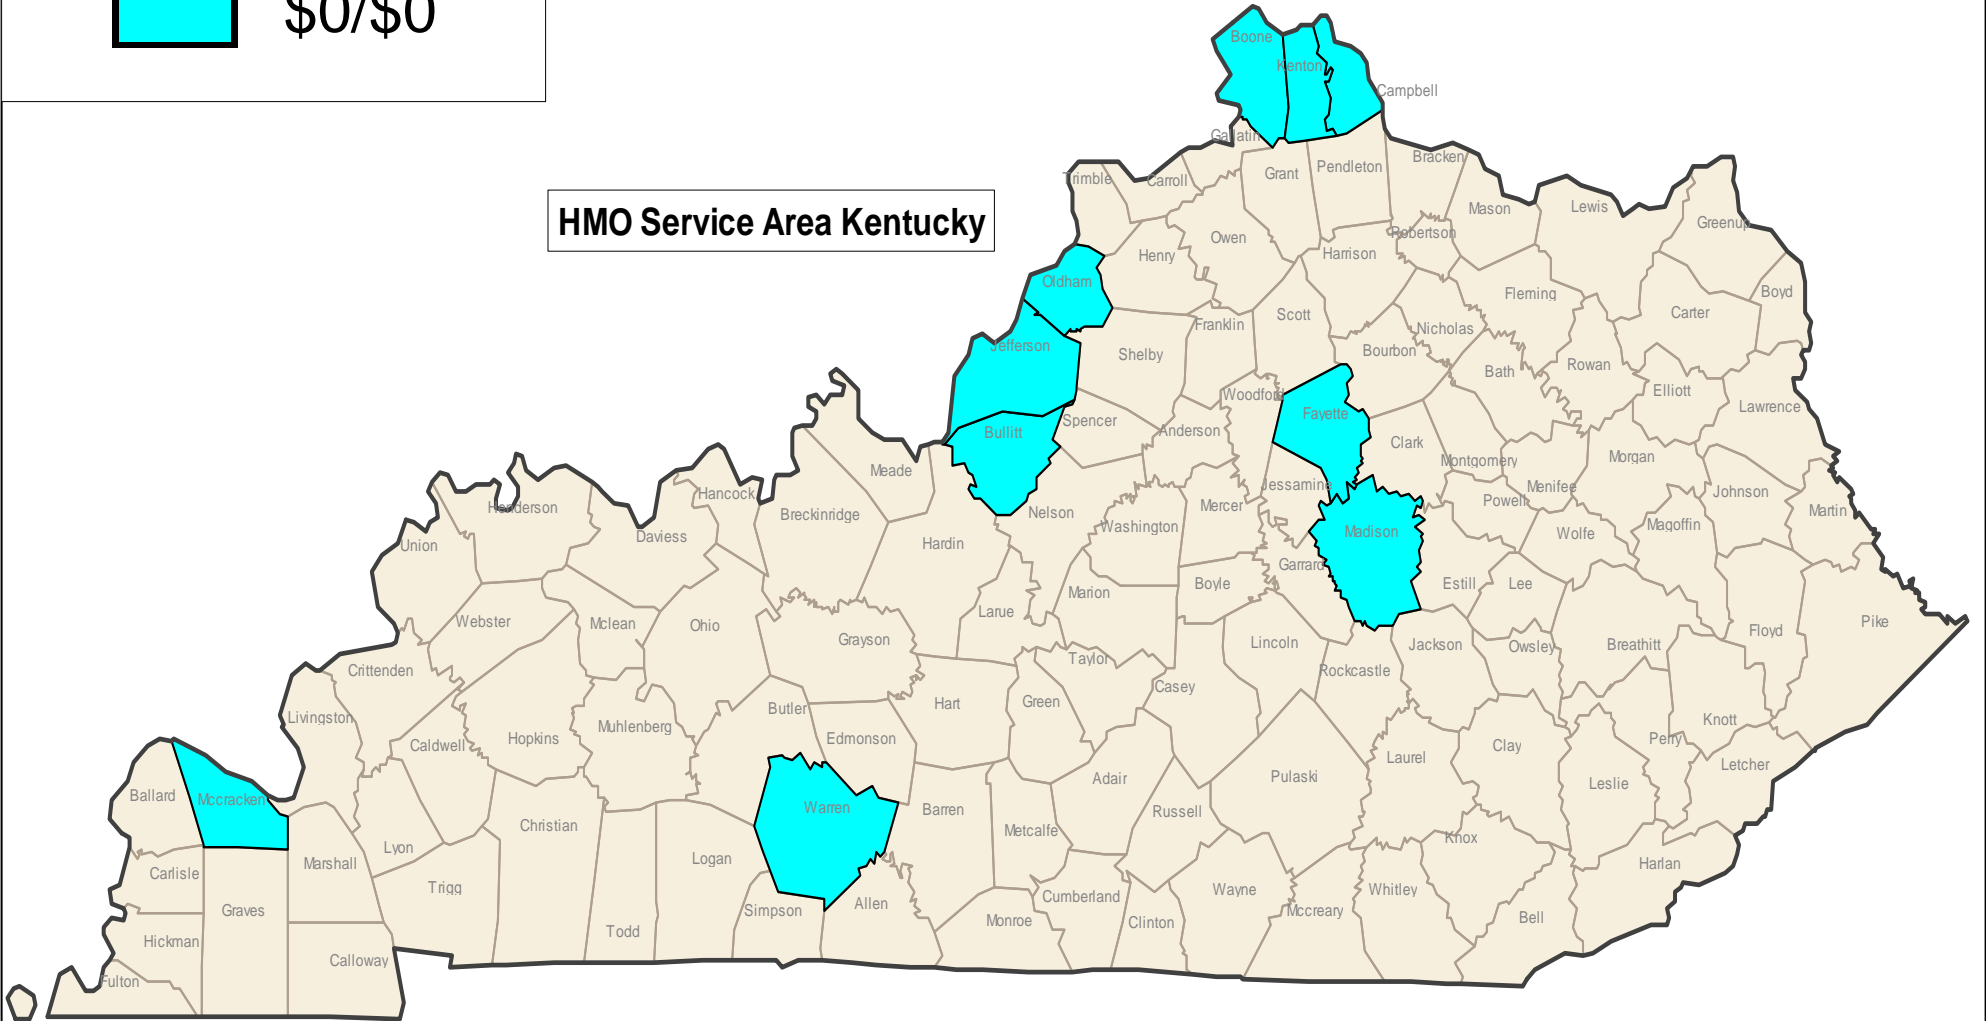 $0/$0
HMO Service Area Kentucky
Boone
Kenton
Campbell
Gallatin
Bracken
Trimble
Carroll
Grant
Pendleton
Mason
Lewis
Greenup
Owen
Robertson
Henry
Harrison
Oldham
Fleming
Boyd
Franklin
Scott
Nicholas
Carter
Jefferson
Shelby
Bourbon
Bath
Rowan
Elliott
Woodford
Lawrence
Fayette
Spencer
Anderson
Bullitt
Clark
Montgomery
Morgan
Meade
Jessamine
Menifee
Johnson
Hancock
Powell
Martin
Henderson
Breckinridge
Nelson
Washington
Mercer
Magoffin
Madison
Wolfe
Daviess
Union
Hardin
Garrard
Estill
Lee
Boyle
Marion
Larue
Webster
Mclean
Ohio
Grayson
Lincoln
Jackson
Owsley
Breathitt
Floyd
Pike
Taylor
Crittenden
Rockcastle
Casey
Green
Hart
Butler
Livingston
Muhlenberg
Hopkins
Edmonson
Caldwell
Knott
Perry
Clay
Laurel
Letcher
Pulaski
Adair
Leslie
Ballard
Mccracken
Warren
Barren
Russell
Christian
Metcalfe
Knox
Lyon
Logan
Marshall
Harlan
Carlisle
Trigg
Wayne
Whitley
Cumberland
Allen
Graves
Simpson
Mccreary
Monroe
Clinton
Bell
Todd
Hickman
Calloway
Fulton